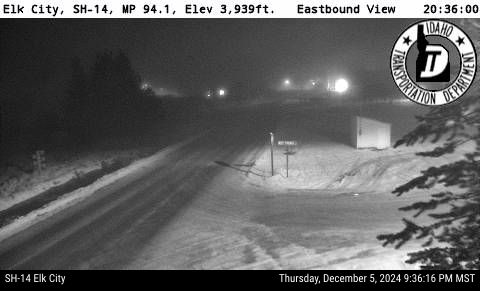 Elk City, SH-14, MP 94.1, Elev 3,939ft. Eastbound View 20:36:00
IDAHO
TRANSPORTATION DEPARTMENT
SH-14 Elk City Thursday, December 5, 2024 9:36:16 PM MST